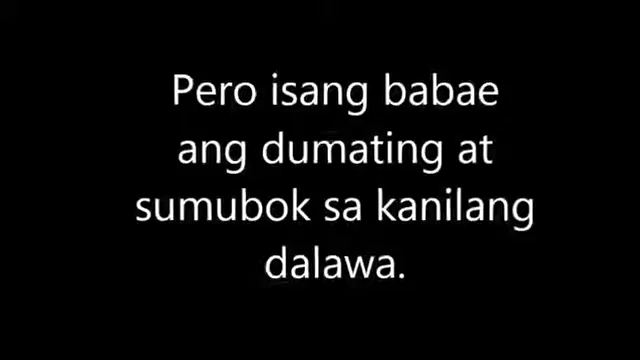 Pero isang babae
ang dumating at
sumubok sa kanilang
dalawa.